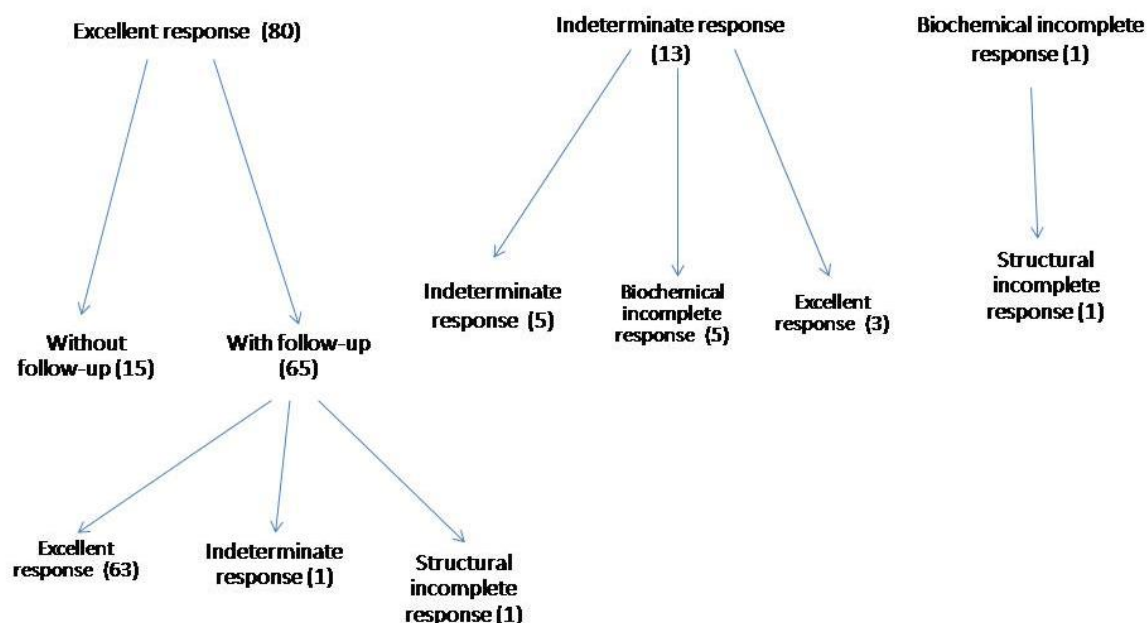 Excellent response (80)
Indeterminate response
(13)
Biochemical incomplete
response (1)
Without
follow-up (15)
With follow-up
(65)
Indeterminate
response (5)
Biochemical
incomplete
response (5)
Excellent
response (3)
Structural
incomplete
response (1)
Excellent
response (63)
Indeterminate
response (1)
Structural
incomplete
response (1)